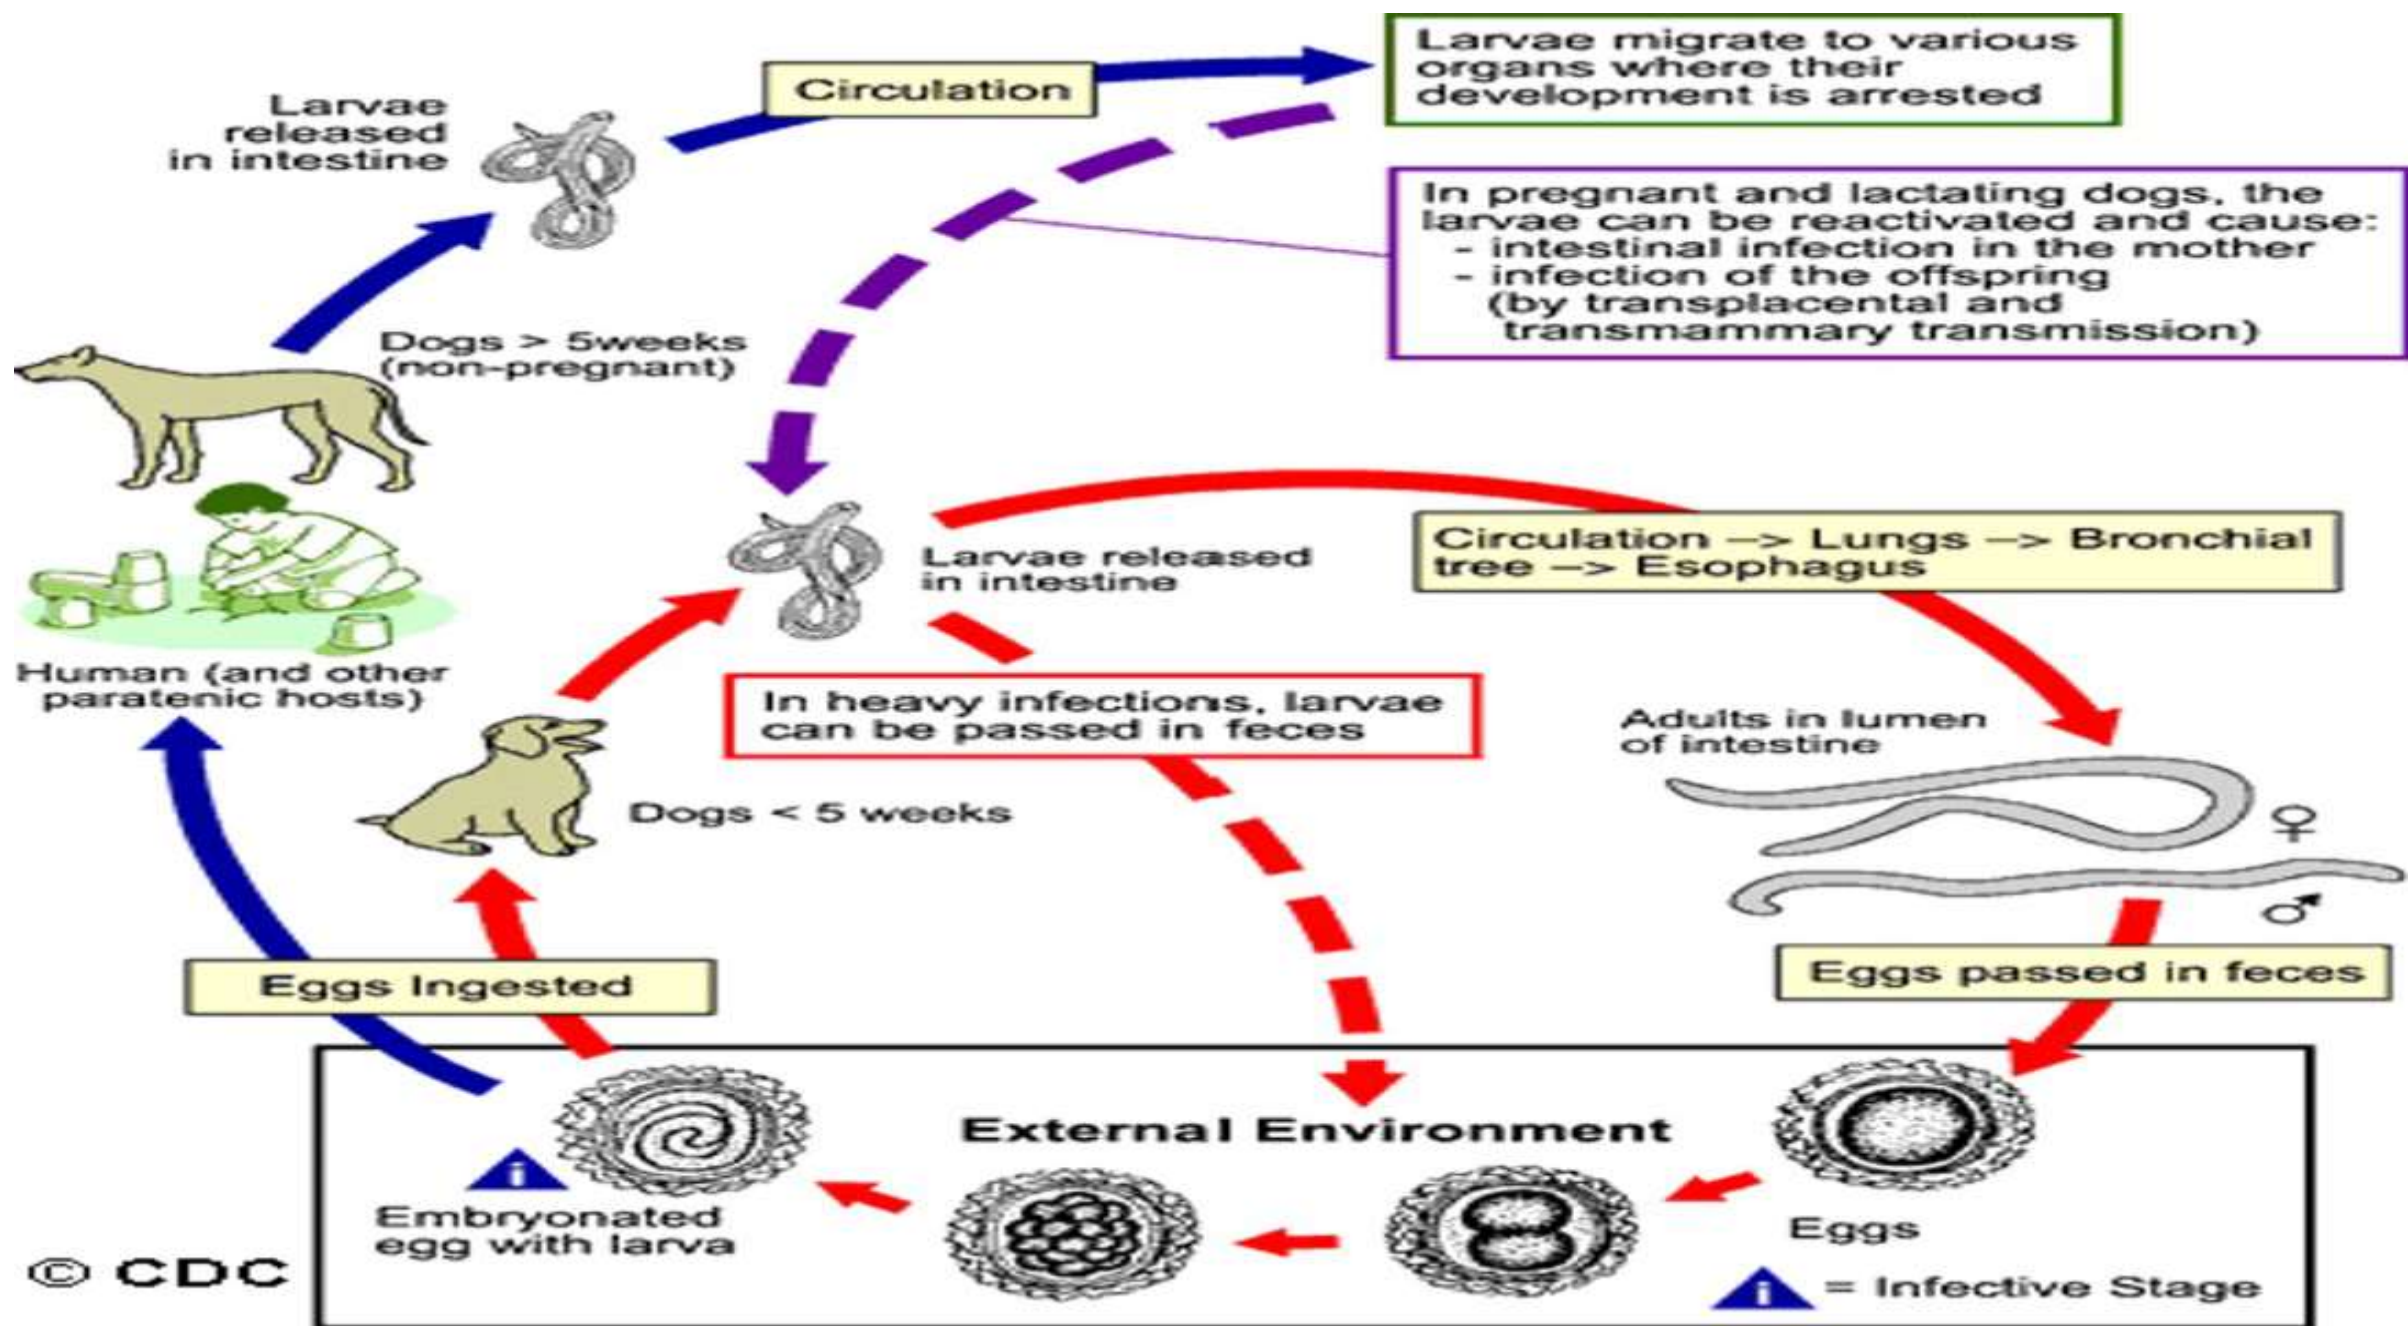 Larvae
released
in intestine
Circulation
Larvae migrate to various
organs where their
development is arrested
In pregnant and lactating dogs, the
larvae can be reactivated and cause:
- intestinal infection in the mother
- infection of the offspring
(by transplacental and
transmammary transmission)
Dogs > 5weeks
(non-pregnant)
Larvae released
in intestine
Circulation —> Lungs —> Bronchial
tree —> Esophagus
Human (and other
paratenic hosts)
In heavy infections, larvae
can be passed in feces
Adults in lumen
of intestine
♀
♂
Dogs < 5 weeks
Eggs Ingested
Eggs passed in feces
External Environment
i
Embryonated
egg with larva
Eggs
i = Infective Stage
© CDC